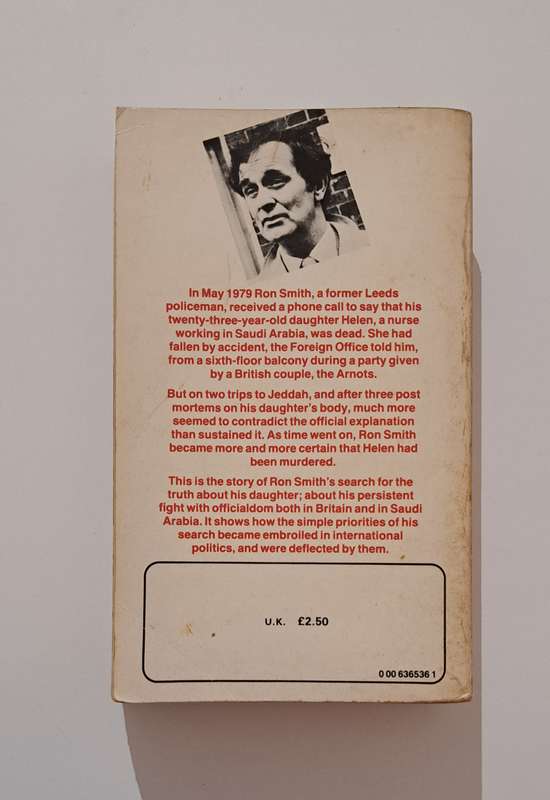 In May 1979 Ron Smith, a former Leeds
policeman, received a phone call to say that his
twenty-three-year-old daughter Helen, a nurse
working in Saudi Arabia, was dead. She had
fallen by accident, the Foreign Office told him,
from a sixth-floor balcony during a party given
by a British couple, the Arnots.
But on two trips to Jeddah, and after three post
mortems on his daughter's body, much more
seemed to contradict the official explanation
than sustained it. As time went on, Ron Smith
became more and more certain that Helen had
been murdered.
This is the story of Ron Smith's search for the
truth about his daughter; about his persistent
fight with officialdom both in Britain and in Saudi
Arabia. It shows how the simple priorities of his
search became embroiled in international
politics, and were deflected by them.
U.K. £2.50
0 00 636536 1